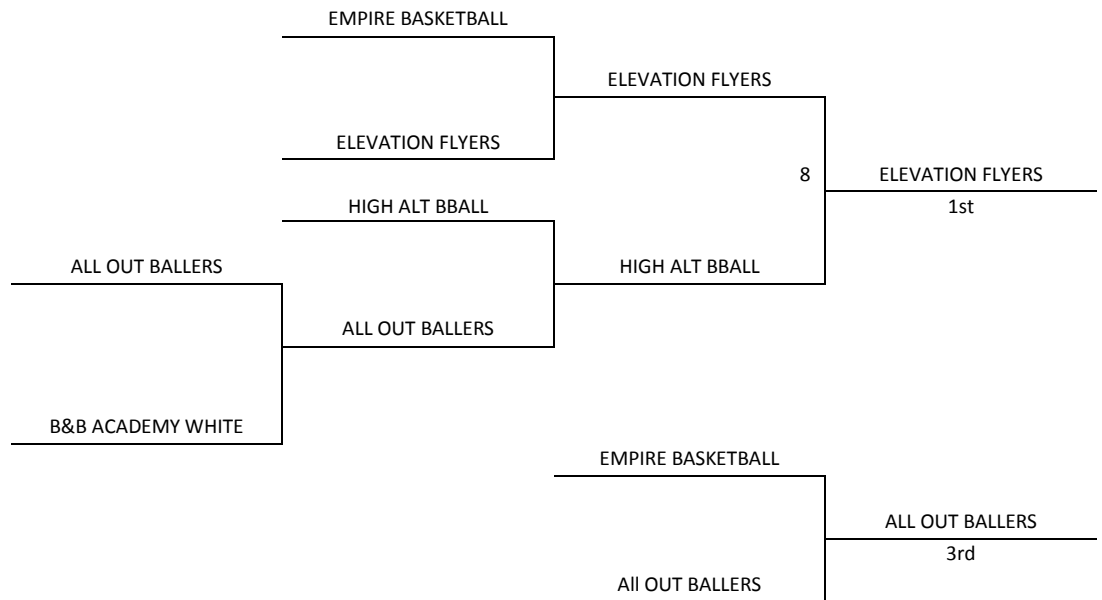 EMPIRE BASKETBALL
ELEVATION FLYERS
ELEVATION FLYERS
8 ELEVATION FLYERS
HIGH ALT BBALL 1st
ALL OUT BALLERS HIGH ALT BBALL
ALL OUT BALLERS
B&B ACADEMY WHITE
EMPIRE BASKETBALL
ALL OUT BALLERS
3rd
All OUT BALLERS